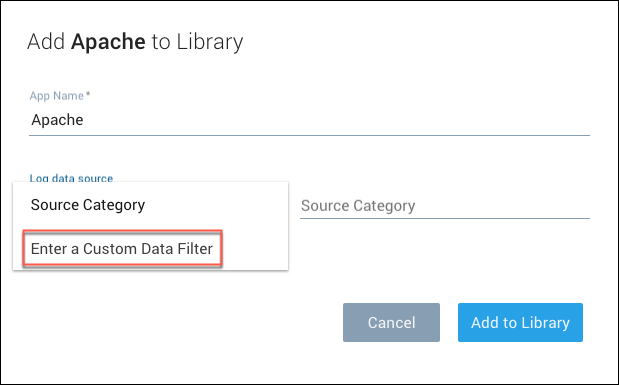 Add Apache to Library
App Name *
Apache
Log data source
Source Category
Source Category
Enter a Custom Data Filter
Cancel
Add to Library